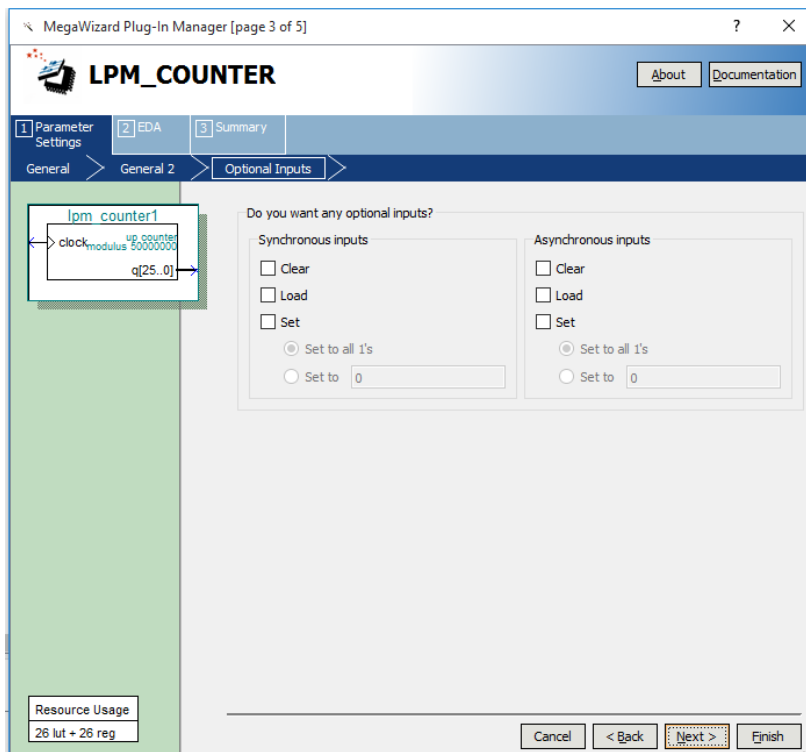 MegaWizard Plug-In Manager [page 3 of 5]
?
LPM_COUNTER
About
Documentation
1 Parameter Settings
2 EDA
3 Summary
General
General 2
Optional Inputs
lpm_counter1
clock
up counter
modulus 50000000
q[25..0]
Do you want any optional inputs?
Synchronous inputs
Clear
Load
Set
Set to all 1's
Set to 0
Asynchronous inputs
Clear
Load
Set
Set to all 1's
Set to 0
Resource Usage
26 lut + 26 reg
Cancel
< Back
Next >
Finish